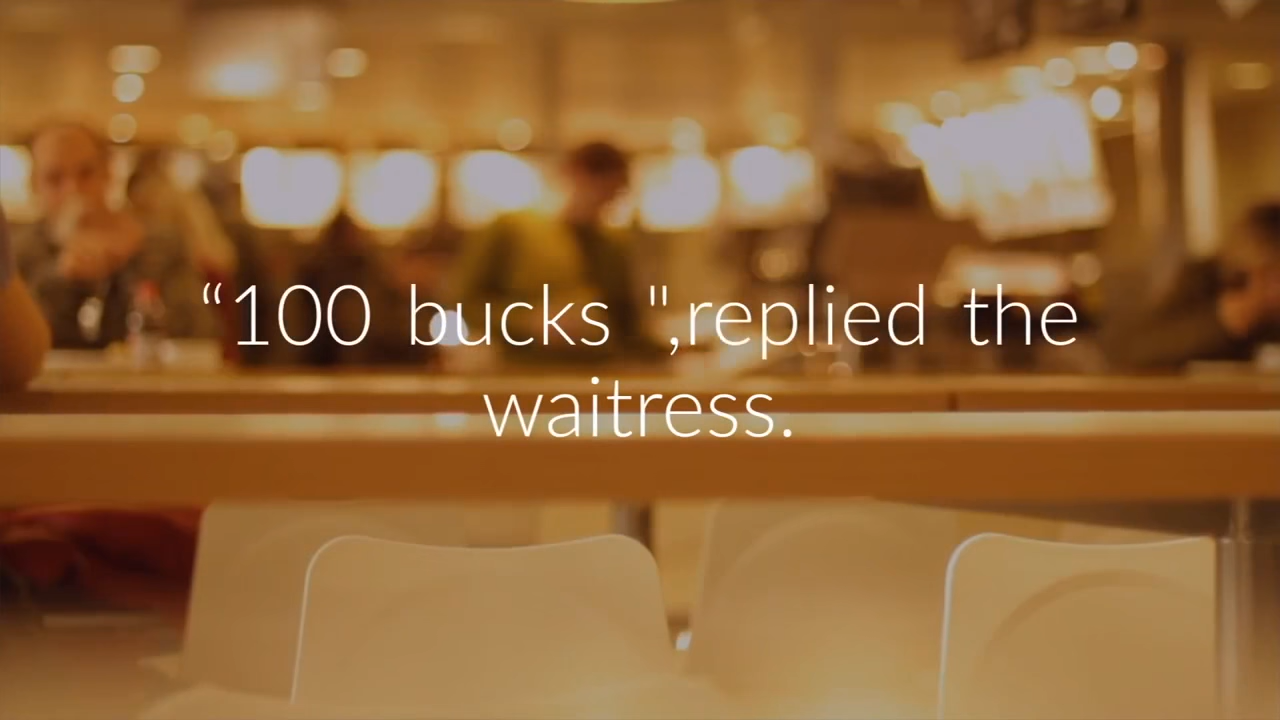 “100 bucks ",replied the
waitress.